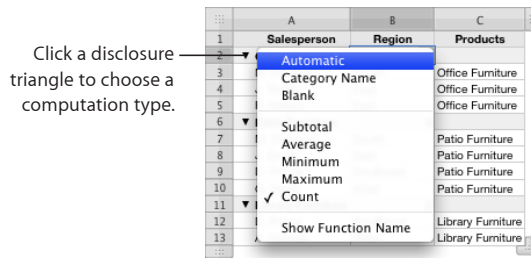 Click a disclosure
triangle to choose a
computation type.
A B C
1 Salesperson Region Products
2
Automatic
3 Category Name Office Furniture
4 Blank Office Furniture
5 Office Furniture
6 Subtotal
7 Average Patio Furniture
8 Minimum Patio Furniture
9 Maximum Patio Furniture
10 ✓ Count Patio Furniture
11
12 Show Function Name Library Furniture
13 Library Furniture